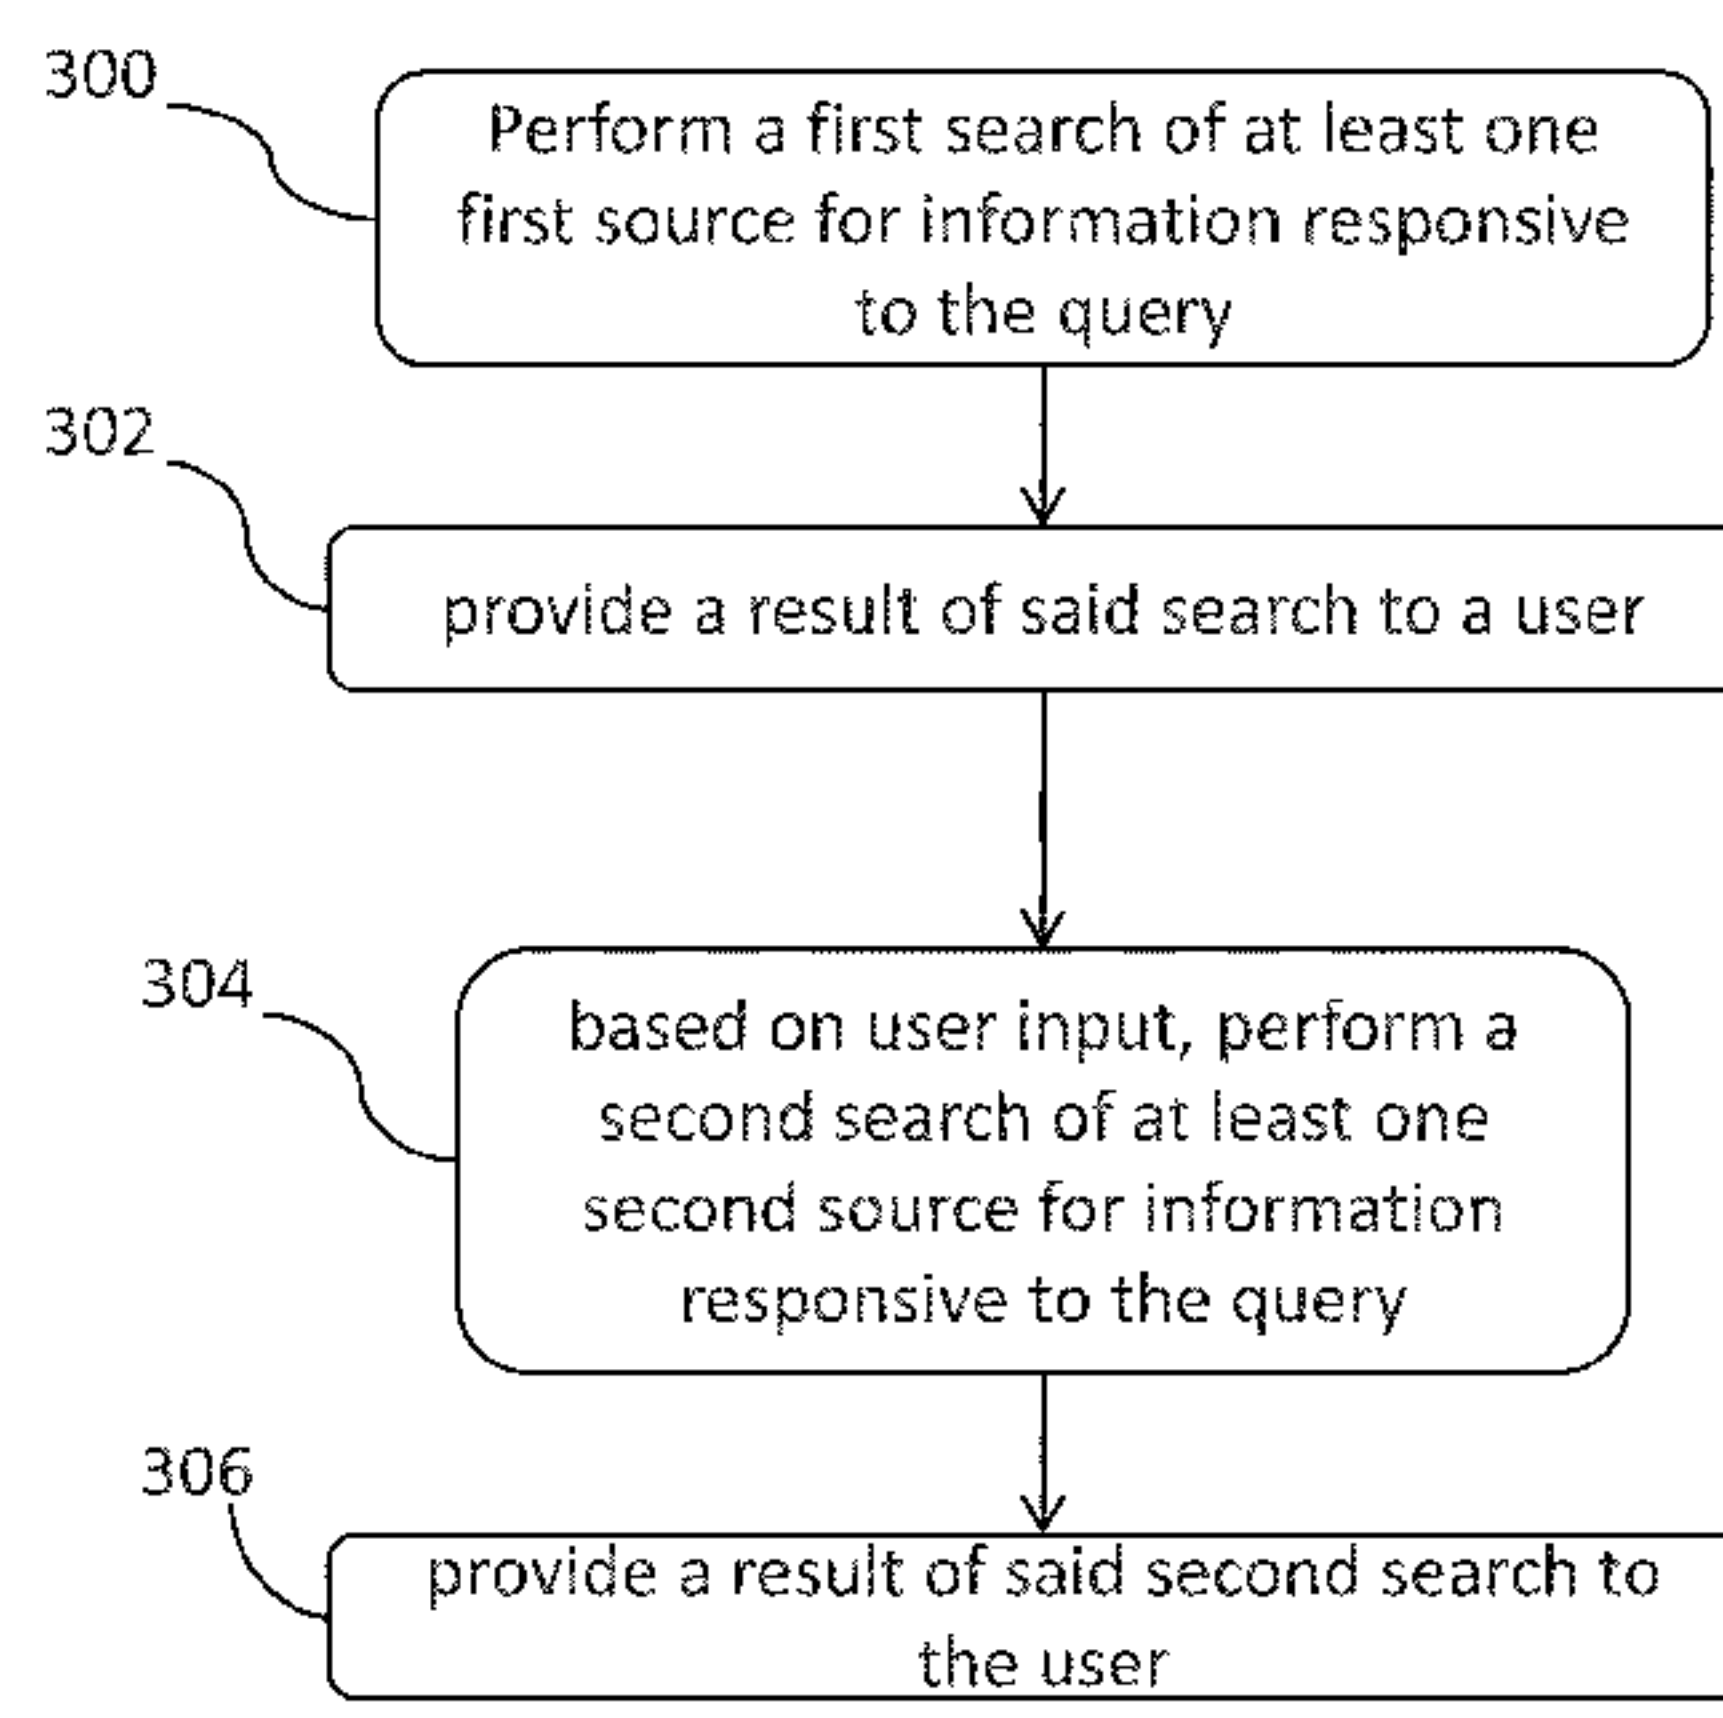 300
Perform a first search of at least one
first source for information responsive
to the query
302
provide a result of said search to a user
304
based on user input, perform a
second search of at least one
second source for information
responsive to the query
306
provide a result of said second search to
the user